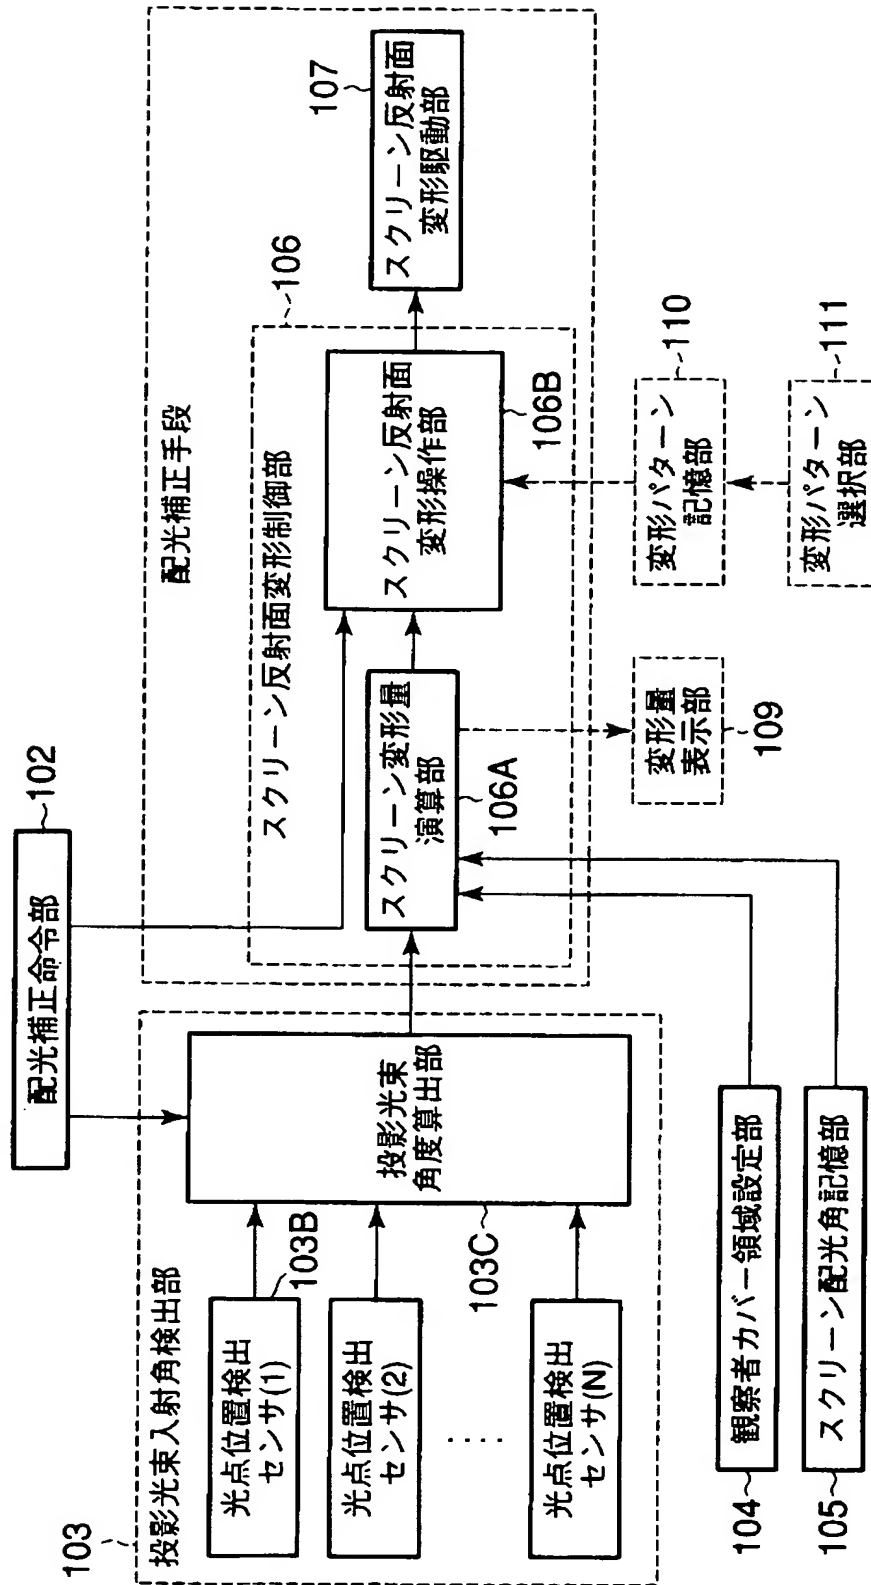 配光補正命令部
102
103
投影光束入射角検出部
光点位置検出
センサ(1)
103B
光点位置検出
センサ(2)
‥‥
光点位置検出
センサ(N)
投影光束
角度算出部
103C
104
観察者カバー領域設定部
105
スクリーン配光角記憶部
配光補正手段
スクリーン反射面変形制御部
106
スクリーン変形量
演算部
106A
スクリーン反射面
変形操作部
106B
スクリーン反射面
変形駆動部
107
変形量
表示部
109
変形パターン
記憶部
110
変形パターン
選択部
111